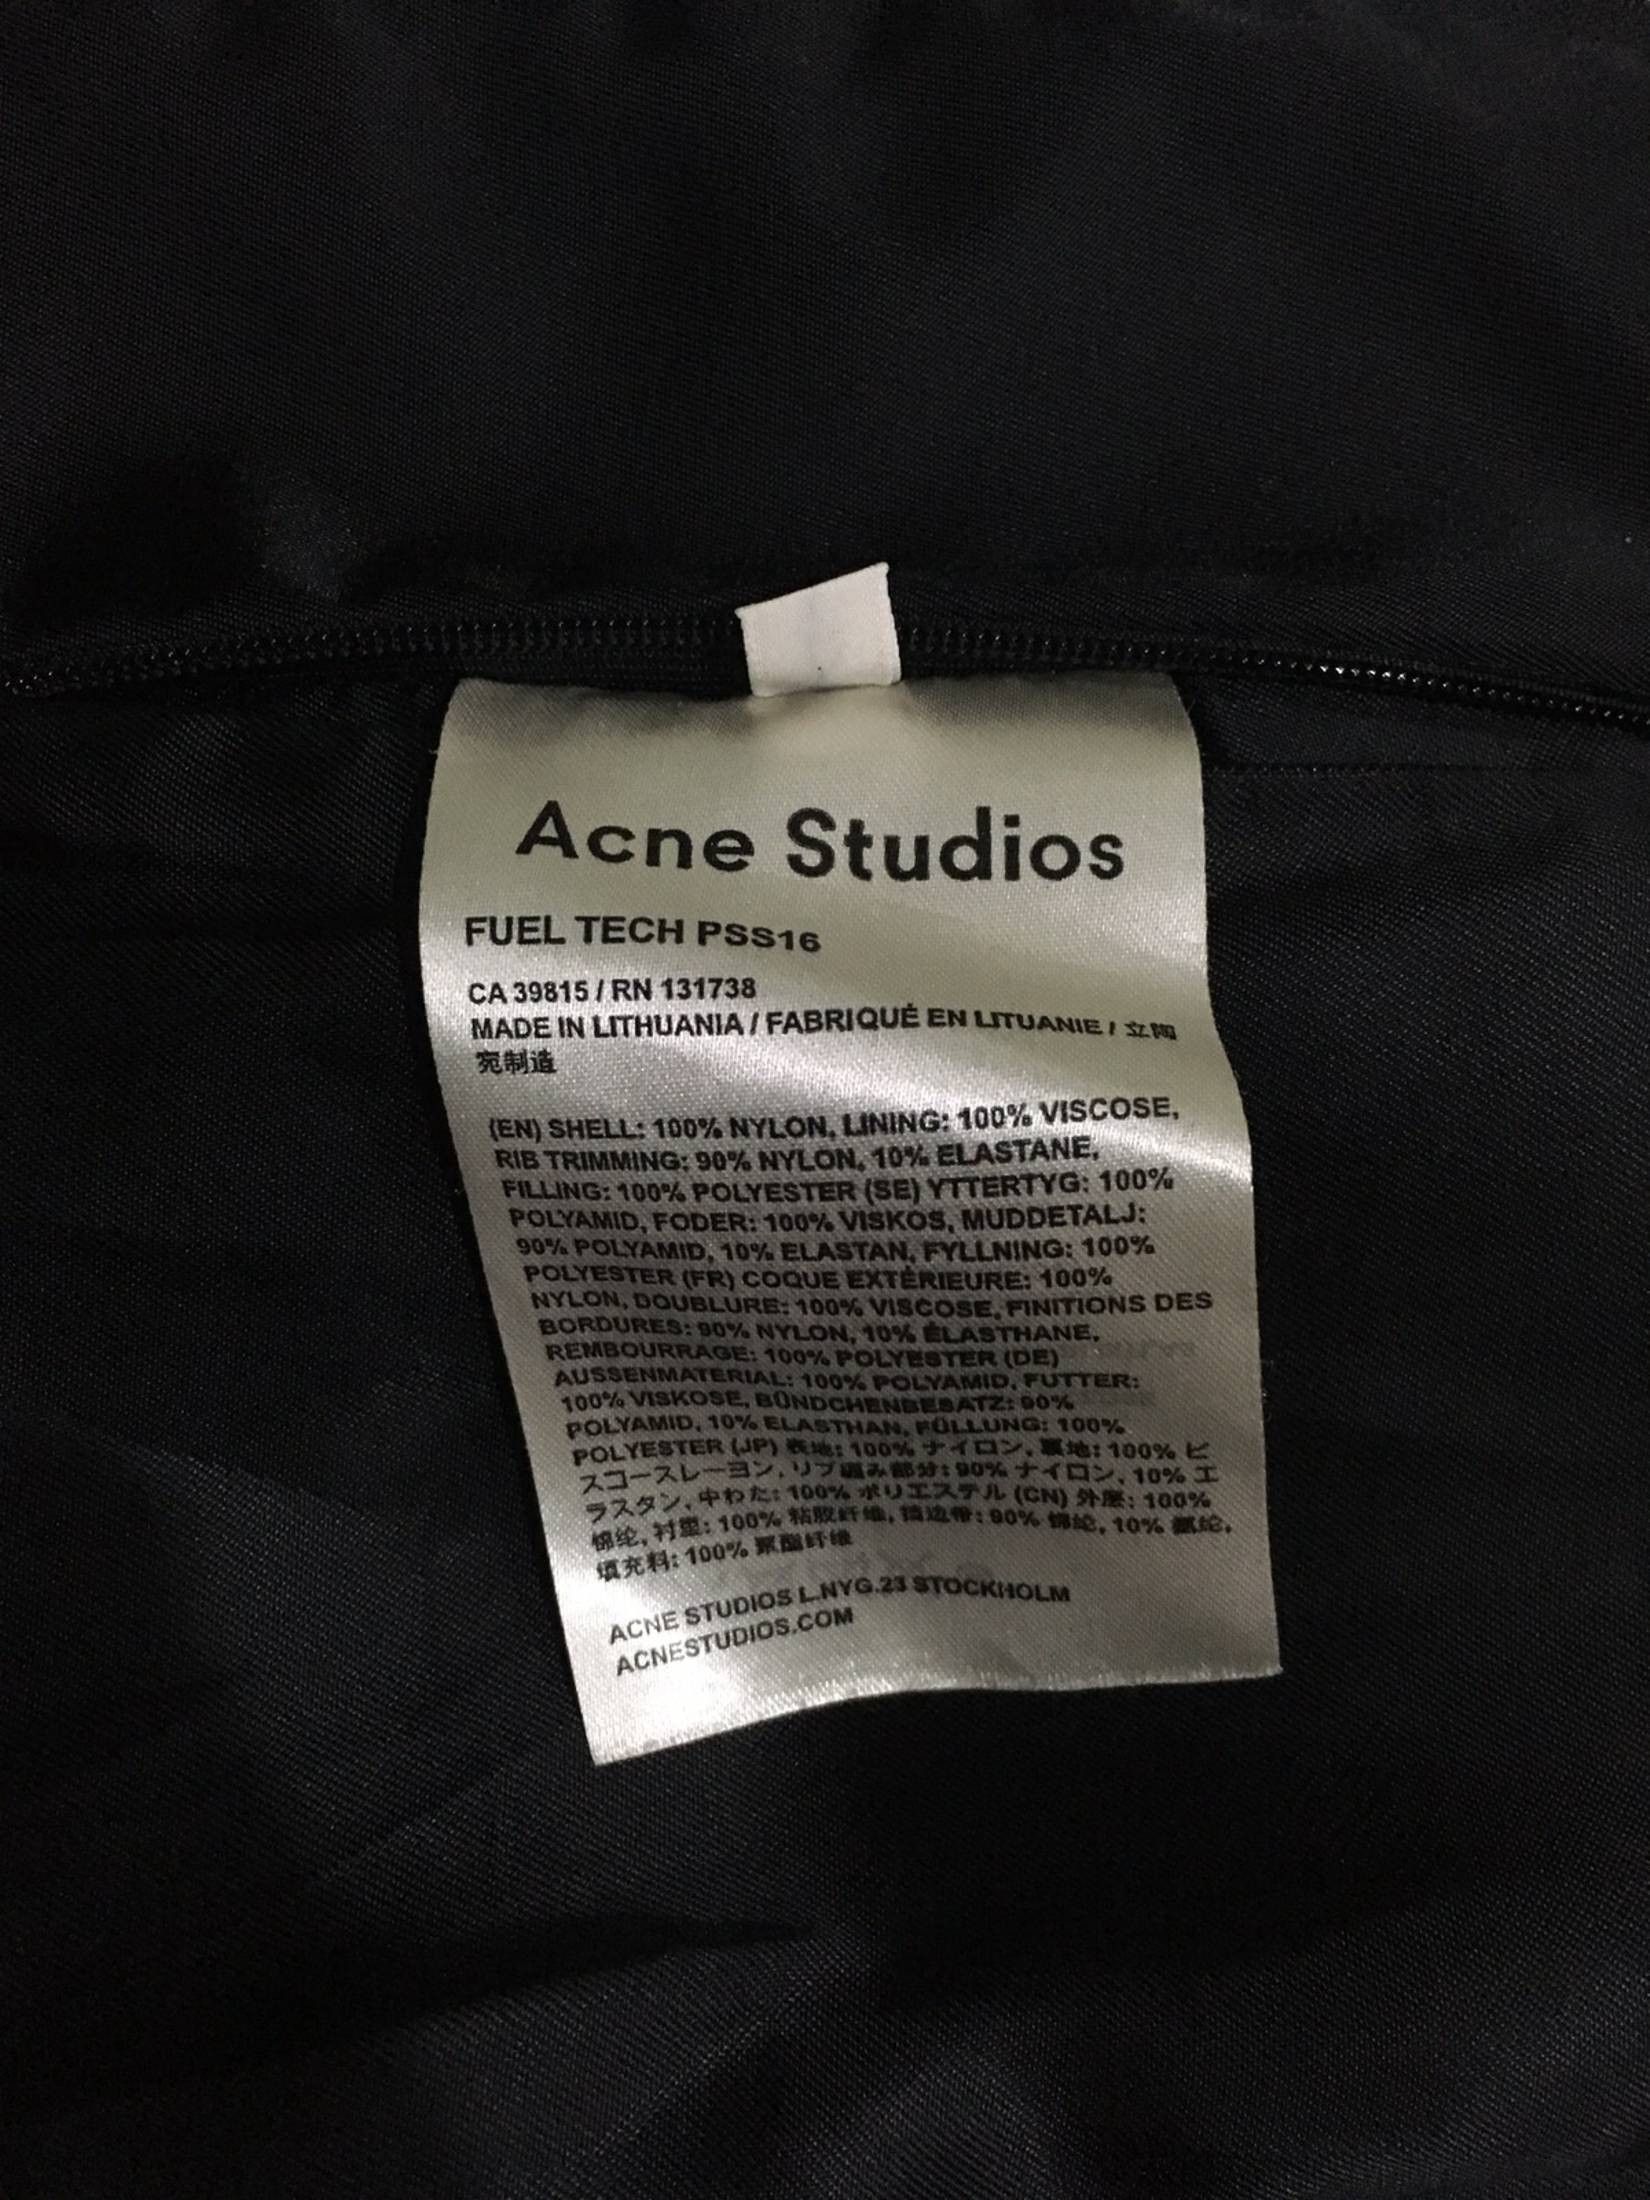 Acne Studios
FUEL TECH PSS16
CA 39815 / RN 131738
MADE IN LITHUANIA / FABRIQUÉ EN LITUANIE / 立陶
宛制造
(EN) SHELL: 100% NYLON, LINING: 100% VISCOSE,
RIB TRIMMING: 90% NYLON, 10% ELASTANE,
FILLING: 100% POLYESTER (SE) YTTERTYG: 100%
POLYAMID, FODER: 100% VISKOS, MUDDETALJ:
90% POLYAMID, 10% ELASTAN, FYLLNING: 100%
POLYESTER (FR) COQUE EXTÉRIEURE: 100%
NYLON, DOUBLURE: 100% VISCOSE, FINITIONS DES
BORDURES: 90% NYLON, 10% ÉLASTHANE,
REMBOURRAGE: 100% POLYESTER (DE)
AUSSENMATERIAL: 100% POLYAMID, FUTTER:
100% VISKOSE, BÜNDCHENBESATZ: 90%
POLYAMID, 10% ELASTHAN, FÜLLUNG: 100%
POLYESTER (JP) 表地: 100% ナイロン, 裏地: 100% ビ
スコースレーヨン, リブ編み部分: 90% ナイロン, 10% エ
ラスタン, 中わた: 100% ポリエステル (CN) 外层: 100%
锦纶, 衬里: 100% 粘胶纤维, 90% 锦纶, 10% 氨纶,
填充料: 100% 聚酯纤维
ACNE STUDIOS L.NYG.23 STOCKHOLM
ACNESTUDIOS.COM